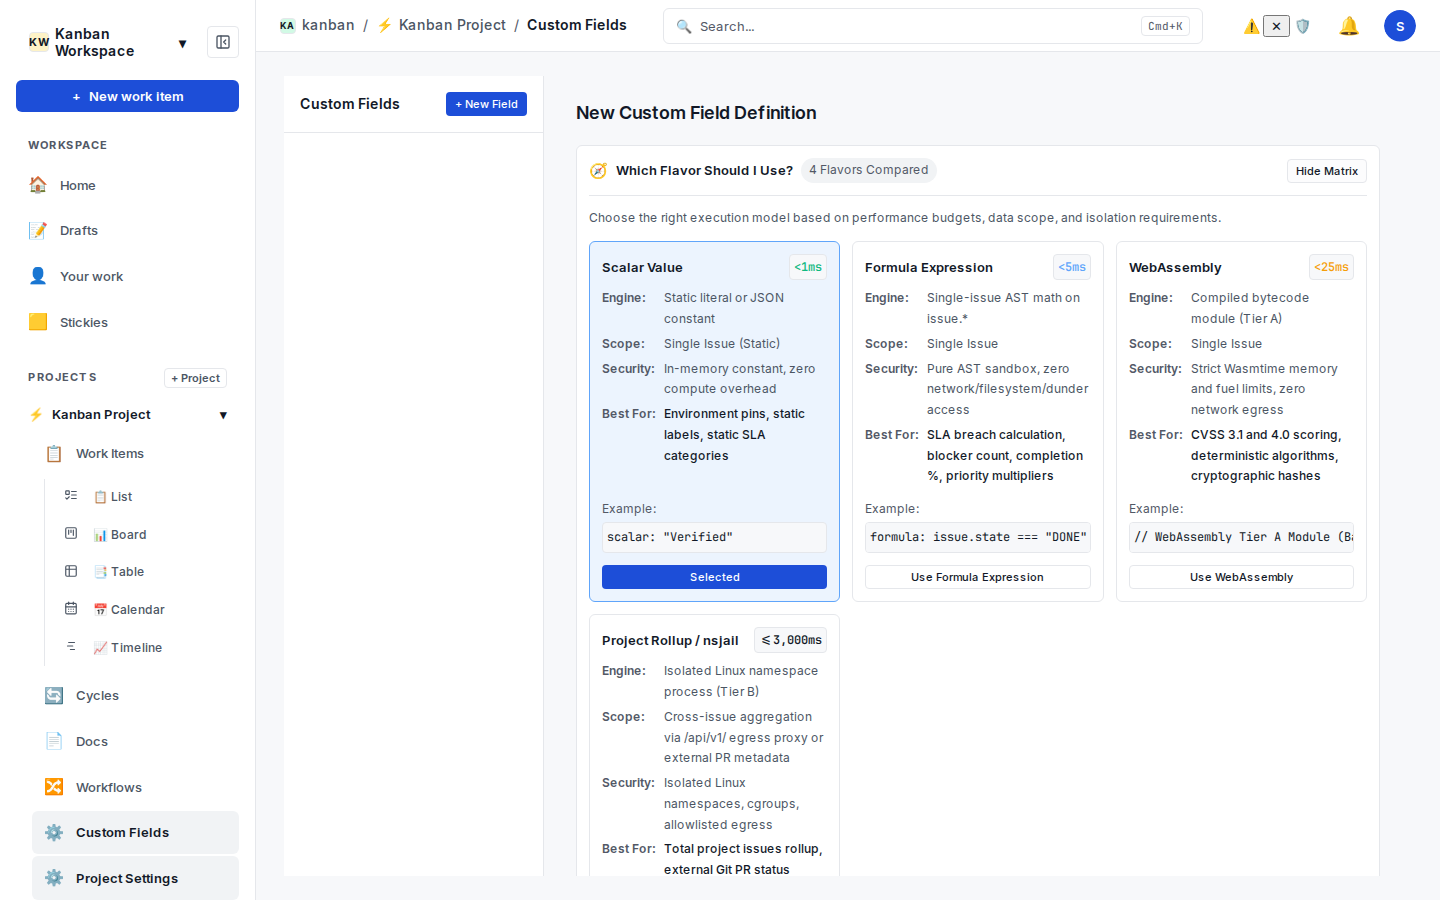 KW Kanban Workspace ▼
+ New work item
WORKSPACE
Home
Drafts
Your work
Stickies
PROJECTS + Project
Kanban Project ▼
Work Items
List
Board
Table
Calendar
Timeline
Cycles
Docs
Workflows
Custom Fields
Project Settings
KA kanban / Kanban Project / Custom Fields
Search... Cmd+K
✕
S
Custom Fields + New Field
New Custom Field Definition
Which Flavor Should I Use? 4 Flavors Compared Hide Matrix
Choose the right execution model based on performance budgets, data scope, and isolation requirements.
Scalar Value <1ms
Engine: Static literal or JSON
constant
Scope: Single Issue (Static)
Security: In-memory constant, zero
compute overhead
Best For: Environment pins, static
labels, static SLA
categories
Example:
scalar: "Verified"
Selected
Formula Expression <5ms
Engine: Single-issue AST math on
issue.*
Scope: Single Issue
Security: Pure AST sandbox, zero
network/filesystem/dunder
access
Best For: SLA breach calculation,
blocker count, completion
%, priority multipliers
Example:
formula: issue.state === "DONE"
Use Formula Expression
WebAssembly <25ms
Engine: Compiled bytecode
module (Tier A)
Scope: Single Issue
Security: Strict Wasmtime memory
and fuel limits, zero
network egress
Best For: CVSS 3.1 and 4.0 scoring,
deterministic algorithms,
cryptographic hashes
Example:
// WebAssembly Tier A Module (Ba
Use WebAssembly
Project Rollup / nsjail ≤3,000ms
Engine: Isolated Linux namespace
process (Tier B)
Scope: Cross-issue aggregation
via /api/v1/ egress proxy or
external PR metadata
Security: Isolated Linux
namespaces, cgroups,
allowlisted egress
Best For: Total project issues rollup,
external Git PR status